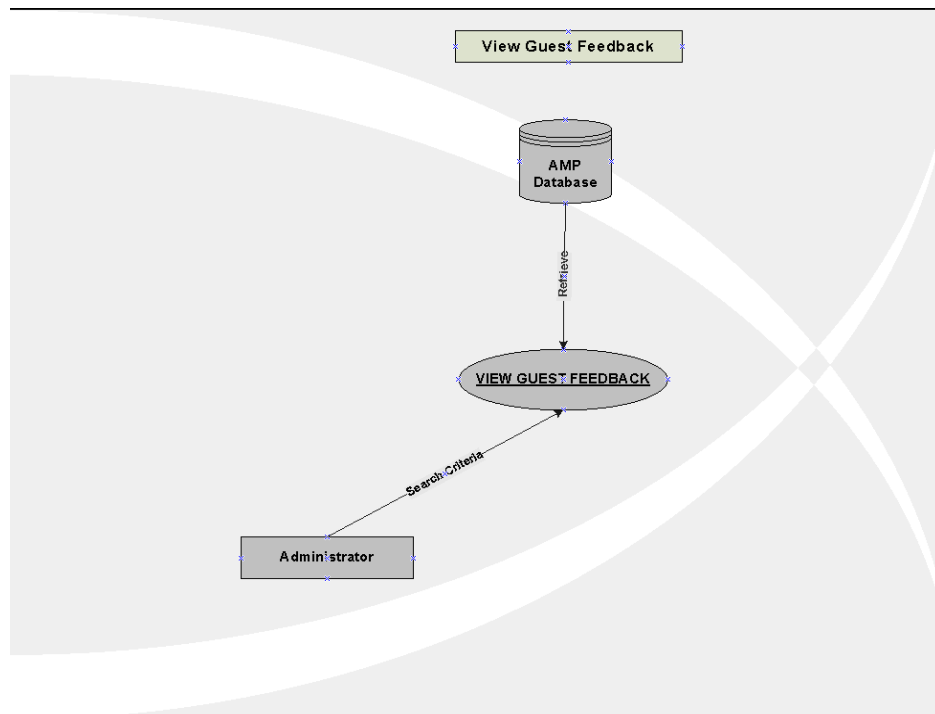 View Guest Feedback
AMP
Database
Retrieve
VIEW GUEST FEEDBACK
Search Criteria
Administrator